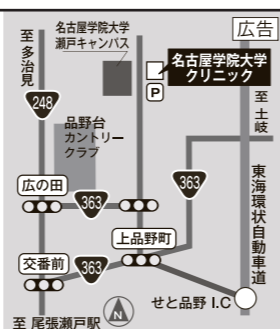 広告
至 多治見
名古屋学院大学
瀬戸キャンパス
名古屋学院大学
クリニック
P
248
至 土岐
品野台
カントリー
クラブ
363
東海環状自動車道
広の田
363
上品野町
交番前
363
せと品野 I.C
N
至 尾張瀬戸駅